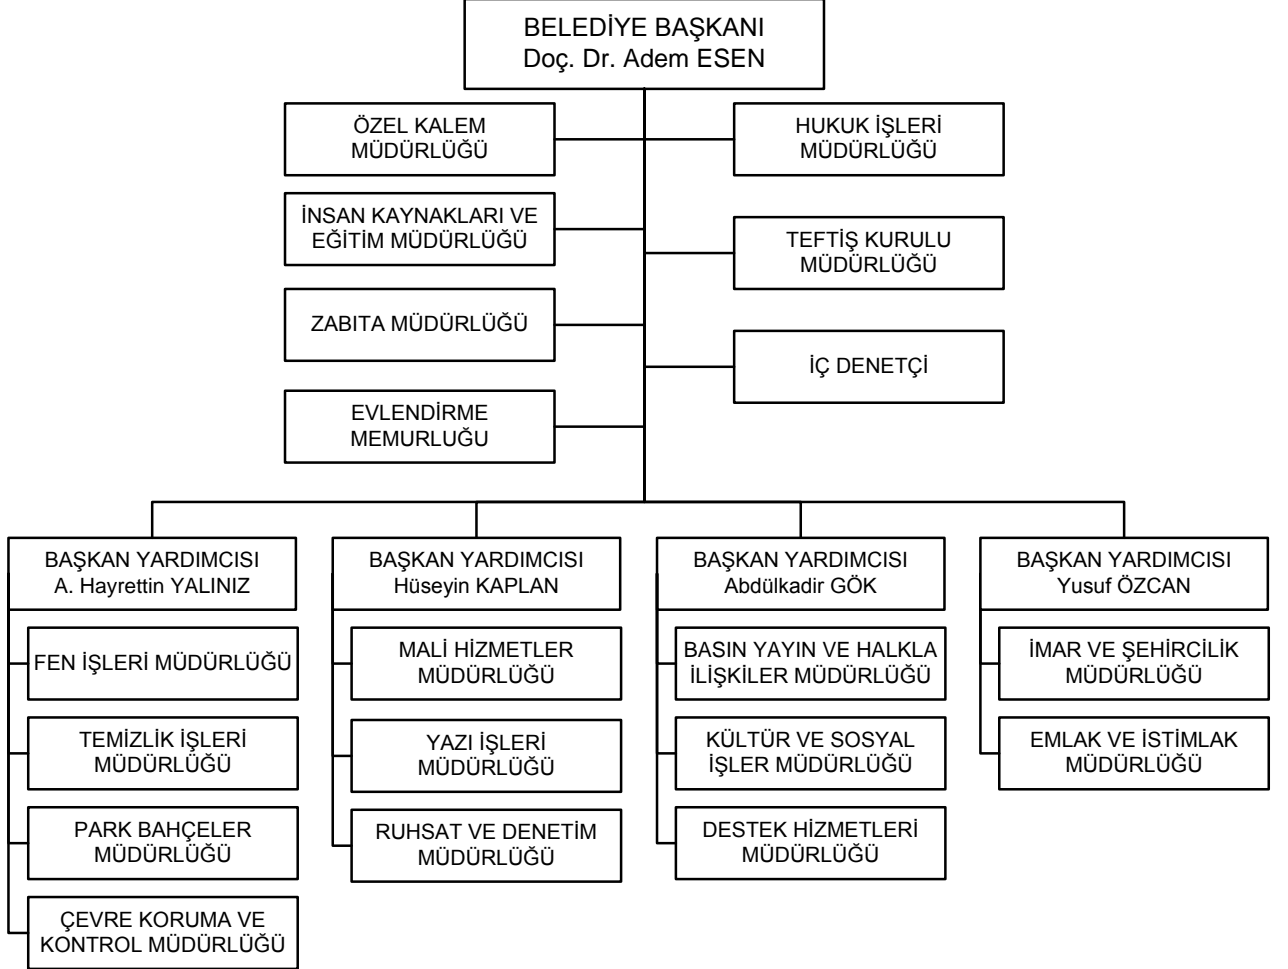 BELEDİYE BAŞKANI
Doç. Dr. Adem ESEN
ÖZEL KALEM
MÜDÜRLÜĞÜ
HUKUK İŞLERİ
MÜDÜRLÜĞÜ
İNSAN KAYNAKLARI VE
EĞİTİM MÜDÜRLÜĞÜ
TEFTİŞ KURULU
MÜDÜRLÜĞÜ
ZABITA MÜDÜRLÜĞÜ
İÇ DENETÇİ
EVLENDİRME
MEMURLUĞU
BAŞKAN YARDIMCISI
A. Hayrettin YALINIZ
FEN İŞLERİ MÜDÜRLÜĞÜ
TEMİZLİK İŞLERİ
MÜDÜRLÜĞÜ
PARK BAHÇELER
MÜDÜRLÜĞÜ
ÇEVRE KORUMA VE
KONTROL MÜDÜRLÜĞÜ
BAŞKAN YARDIMCISI
Hüseyin KAPLAN
MALİ HİZMETLER
MÜDÜRLÜĞÜ
YAZI İŞLERİ
MÜDÜRLÜĞÜ
RUHSAT VE DENETİM
MÜDÜRLÜĞÜ
BAŞKAN YARDIMCISI
Abdülkadir GÖK
BASIN YAYIN VE HALKLA
İLİŞKİLER MÜDÜRLÜĞÜ
KÜLTÜR VE SOSYAL
İŞLER MÜDÜRLÜĞÜ
DESTEK HİZMETLERİ
MÜDÜRLÜĞÜ
BAŞKAN YARDIMCISI
Yusuf ÖZCAN
İMAR VE ŞEHİRCİLİK
MÜDÜRLÜĞÜ
EMLAK VE İSTİMLAK
MÜDÜRLÜĞÜ